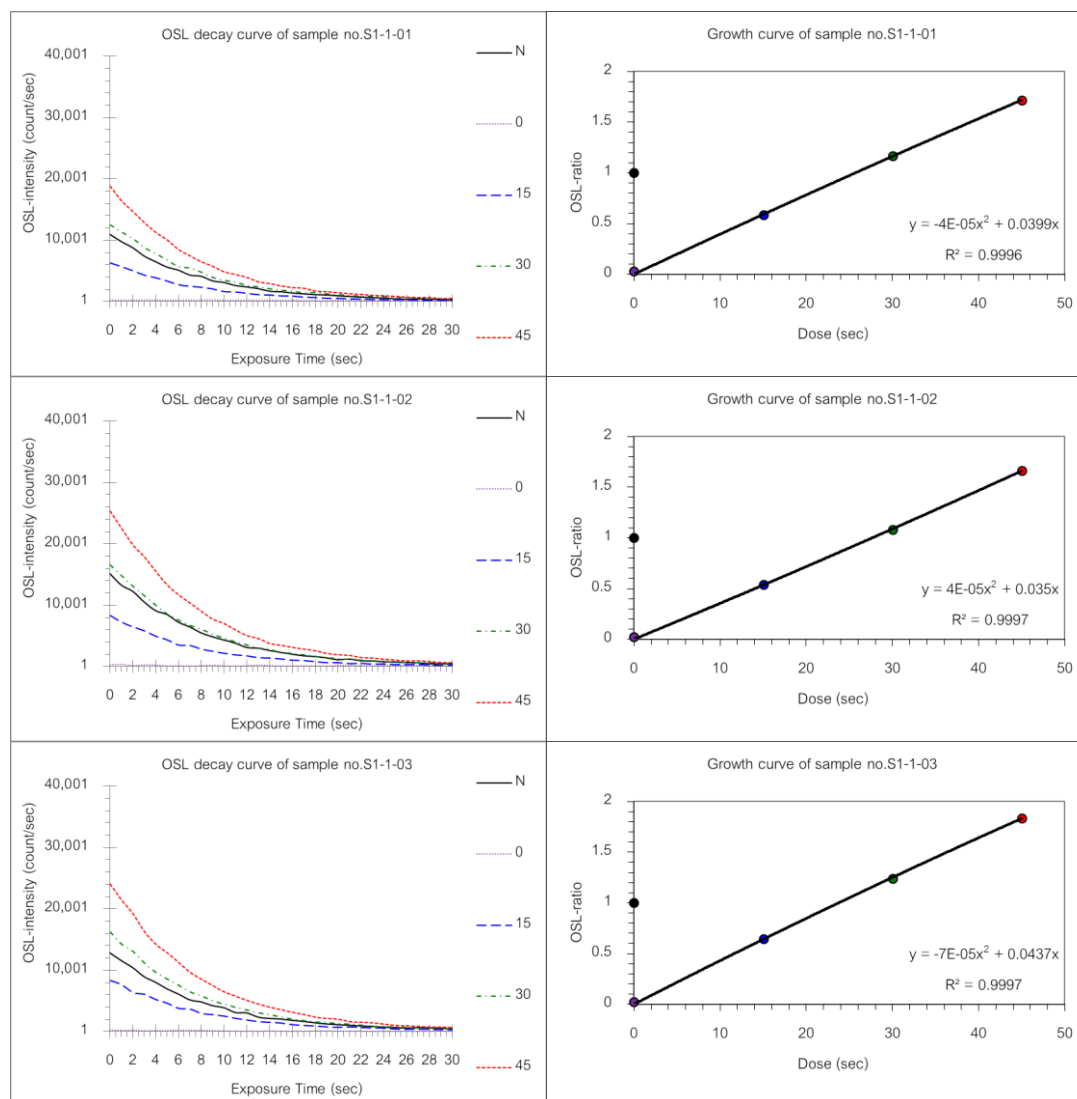 OSL decay curve of sample no.S1-1-01
OSL-intensity (count/sec)
40,001
30,001
20,001
10,001
1
0 2 4 6 8 10 12 14 16 18 20 22 24 26 28 30
Exposure Time (sec)
N
0
15
30
45
Growth curve of sample no.S1-1-01
OSL-ratio
2
1.5
1
0.5
0
0 10 20 30 40 50
Dose (sec)
y = -4E-05x² + 0.0399x
R² = 0.9996
OSL decay curve of sample no.S1-1-02
OSL-intensity (count/sec)
40,001
30,001
20,001
10,001
1
0 2 4 6 8 10 12 14 16 18 20 22 24 26 28 30
Exposure Time (sec)
N
0
15
30
45
Growth curve of sample no.S1-1-02
OSL-ratio
2
1.5
1
0.5
0
0 10 20 30 40 50
Dose (sec)
y = 4E-05x² + 0.035x
R² = 0.9997
OSL decay curve of sample no.S1-1-03
OSL-intensity (count/sec)
40,001
30,001
20,001
10,001
1
0 2 4 6 8 10 12 14 16 18 20 22 24 26 28 30
Exposure Time (sec)
N
0
15
30
45
Growth curve of sample no.S1-1-03
OSL-ratio
2
1.5
1
0.5
0
0 10 20 30 40 50
Dose (sec)
y = -7E-05x² + 0.0437x
R² = 0.9997